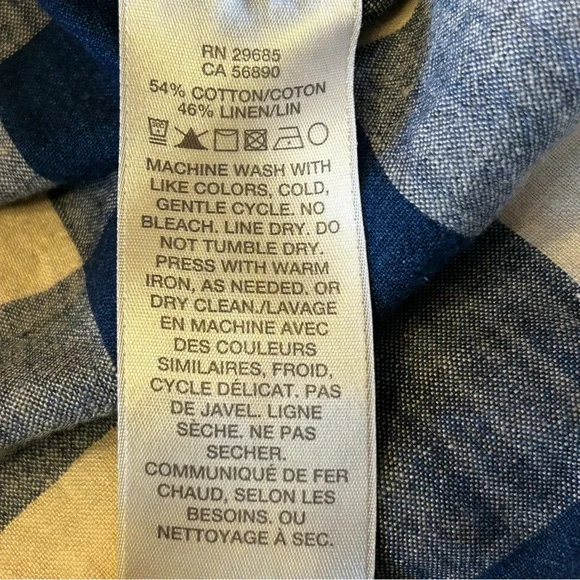 RN 29685
CA 56890
54% COTTON/COTON
46% LINEN/LIN
MACHINE WASH WITH
LIKE COLORS, COLD,
GENTLE CYCLE. NO
BLEACH. LINE DRY. DO
NOT TUMBLE DRY.
PRESS WITH WARM
IRON, AS NEEDED. OR
DRY CLEAN./LAVAGE
EN MACHINE AVEC
DES COULEURS
SIMILAIRES, FROID,
CYCLE DÉLICAT. PAS
DE JAVEL. LIGNE
SÈCHE. NE PAS
SECHER.
COMMUNIQUÉ DE FER
CHAUD, SELON LES
BESOINS. OU
NETTOYAGE À SEC.